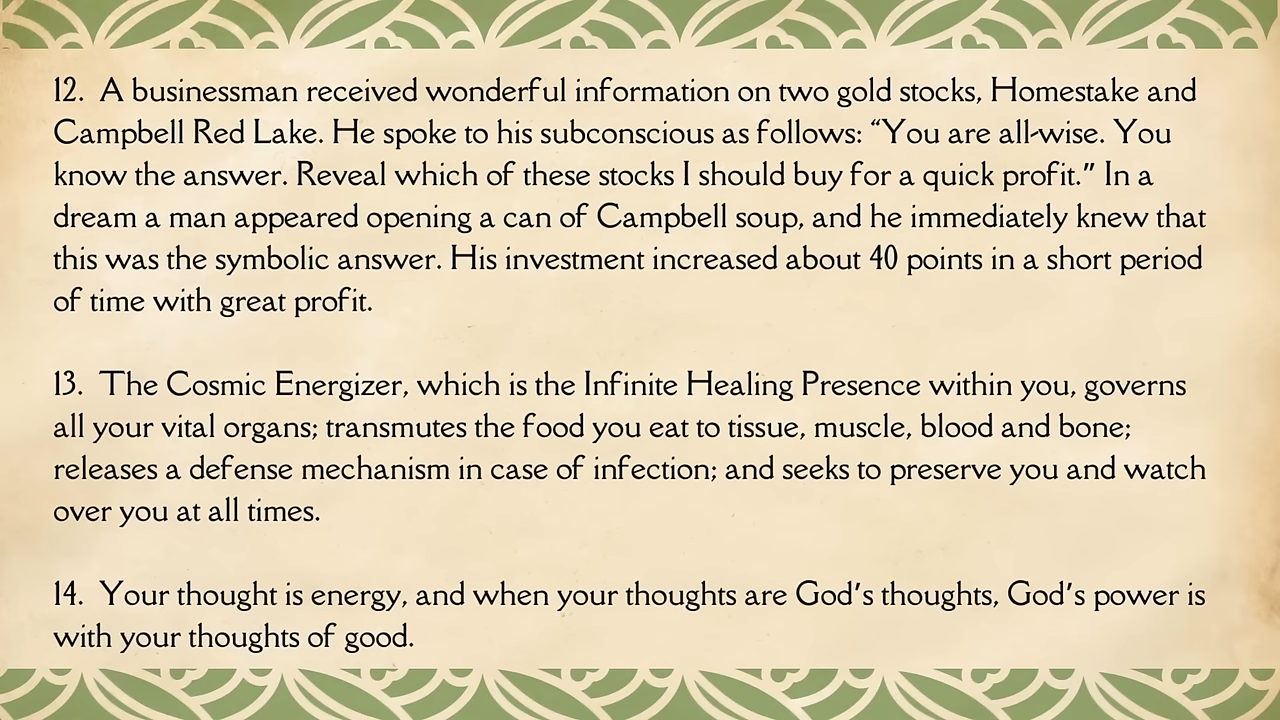 12. A businessman received wonderful information on two gold stocks, Homestake and
Campbell Red Lake. He spoke to his subconscious as follows: “You are all-wise. You
know the answer. Reveal which of these stocks I should buy for a quick profit.” In a
dream a man appeared opening a can of Campbell soup, and he immediately knew that
this was the symbolic answer. His investment increased about 40 points in a short period
of time with great profit.
13. The Cosmic Energizer, which is the Infinite Healing Presence within you, governs
all your vital organs; transmutes the food you eat to tissue, muscle, blood and bone;
releases a defense mechanism in case of infection; and seeks to preserve you and watch
over you at all times.
14. Your thought is energy, and when your thoughts are God's thoughts, God's power is
with your thoughts of good.